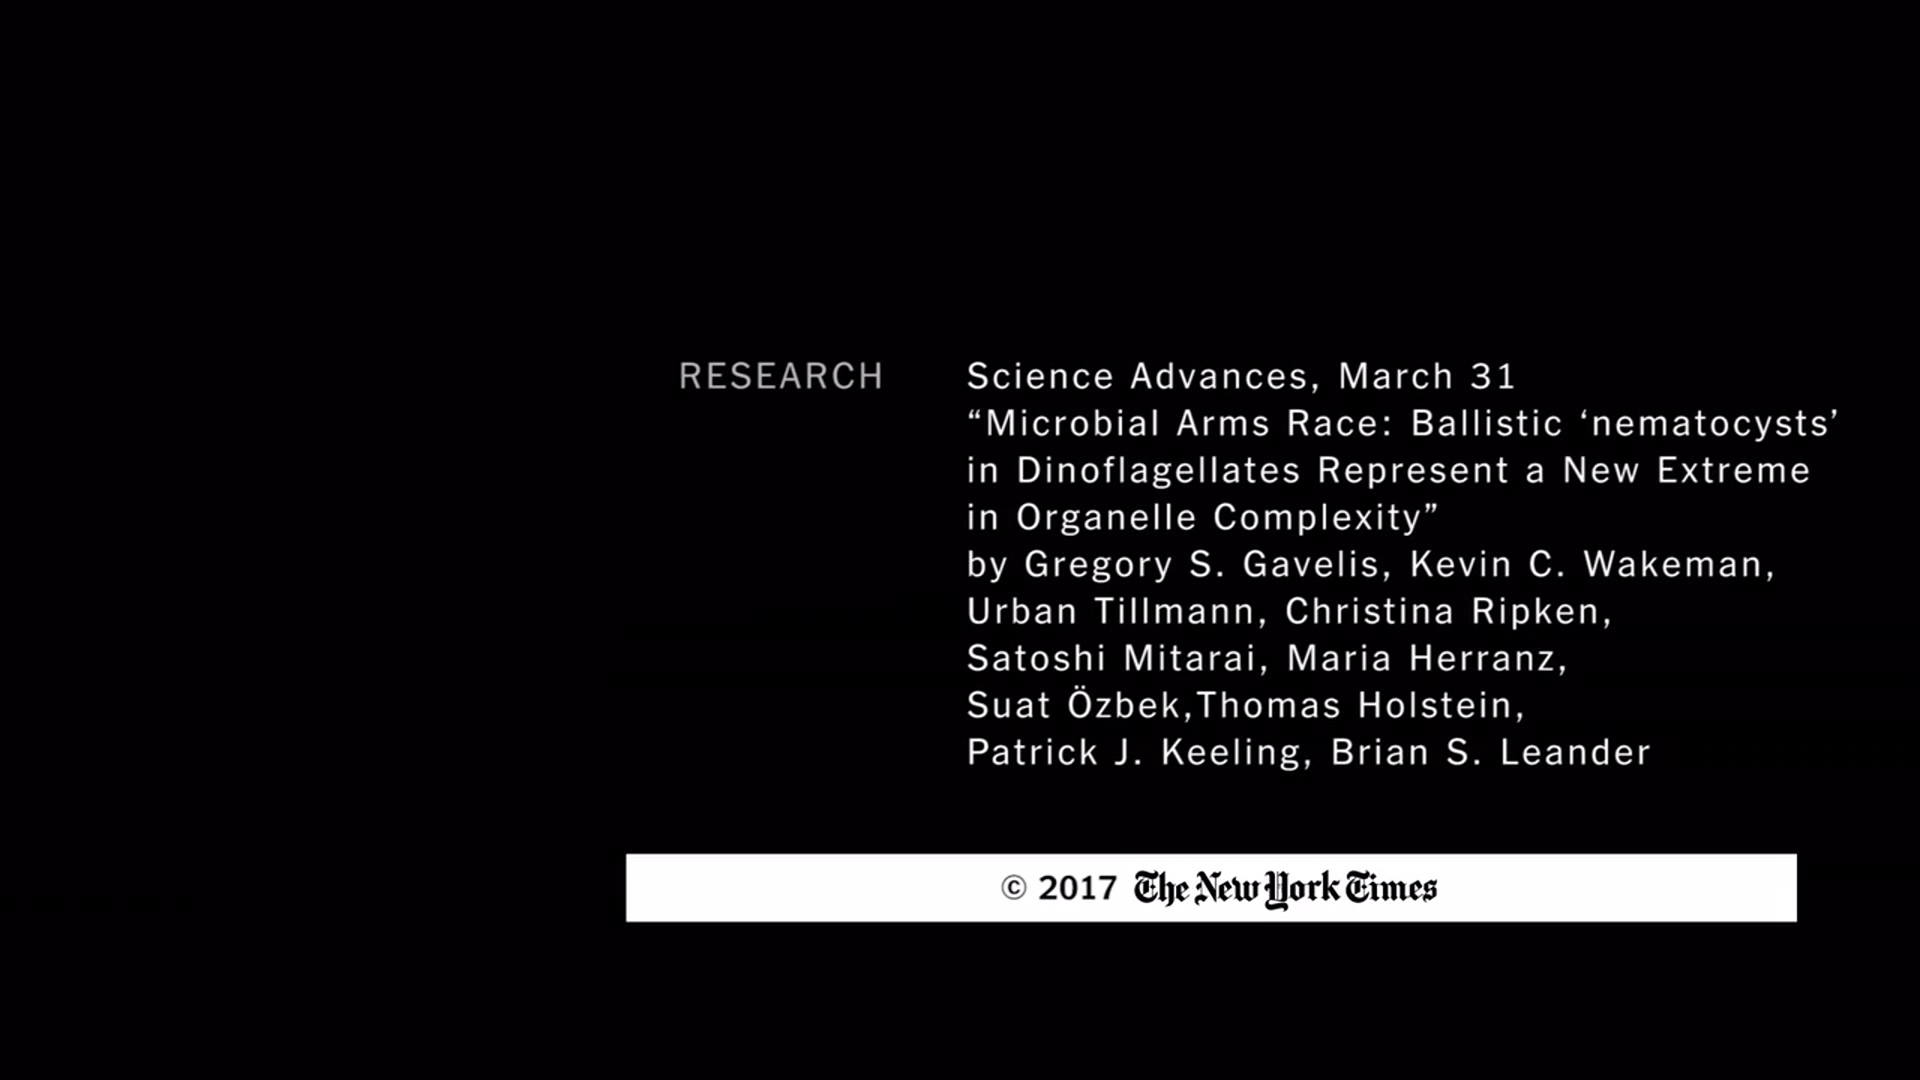 RESEARCH
Science Advances, March 31
“Microbial Arms Race: Ballistic ‘nematocysts’
in Dinoflagellates Represent a New Extreme
in Organelle Complexity”
by Gregory S. Gavelis, Kevin C. Wakeman,
Urban Tillmann, Christina Ripken,
Satoshi Mitarai, Maria Herranz,
Suat Özbek,Thomas Holstein,
Patrick J. Keeling, Brian S. Leander
© 2017 The New York Times